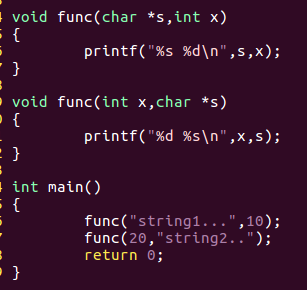 void func(char *s,int x)
{
        printf("%s %d\n",s,x);
}
void func(int x,char *s)
{
        printf("%d %s\n",x,s);
}
int main()
{
        func("string1...",10);
        func(20,"string2..");
        return 0;
}